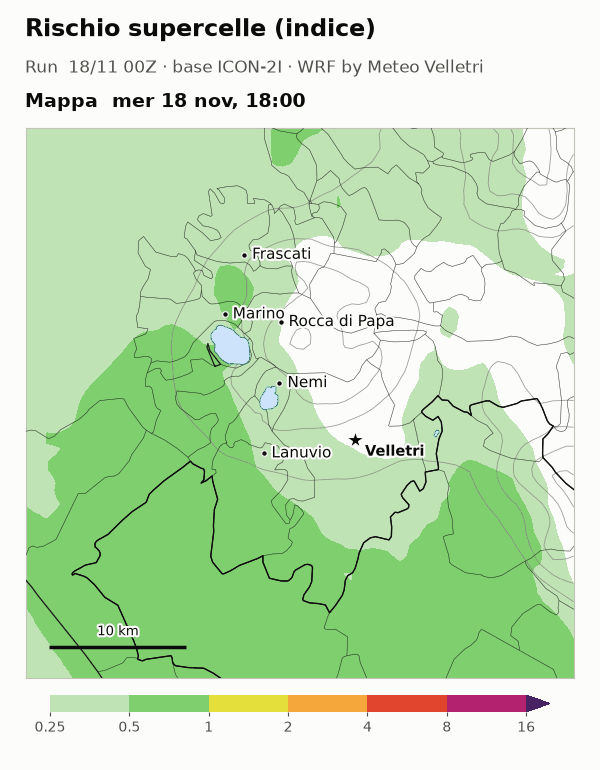 Rischio supercelle (indice)
Run  18/11 00Z · base ICON-2I · WRF by Meteo Velletri
Mappa  mer 18 nov, 18:00
Frascati
Marino
Rocca di Papa
Nemi
Velletri
Lanuvio
10 km
0.25 0.5 1 2 4 8 16